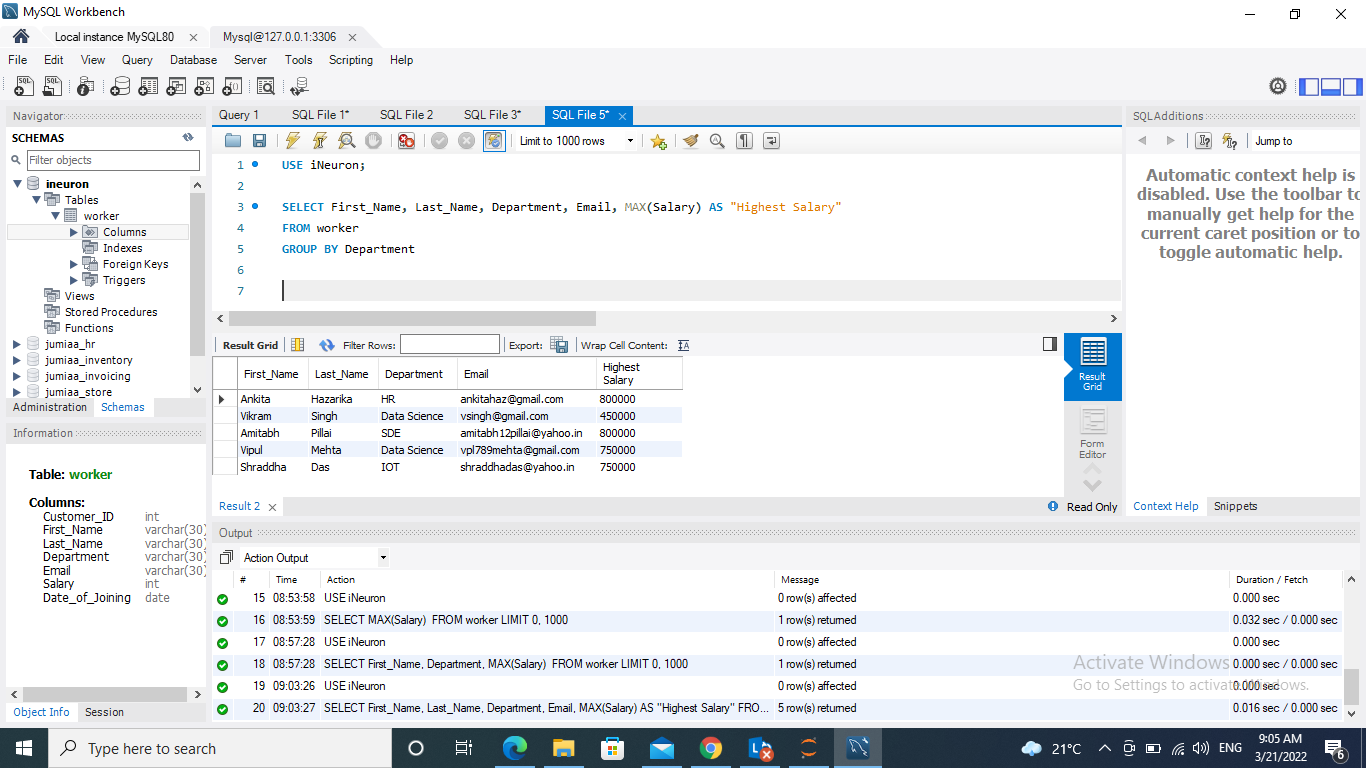 MySQL Workbench
Local instance MySQL80 Mysql@127.0.0.1:3306
File Edit View Query Database Server Tools Scripting Help
Navigator
SCHEMAS
Filter objects
ineuron
Tables
worker
Columns
Indexes
Foreign Keys
Triggers
Views
Stored Procedures
Functions
jumiaa_hr
jumiaa_inventory
jumiaa_invoicing
jumiaa_store
Administration Schemas
Information
Table: worker
Columns:
Customer_ID int
First_Name varchar(30)
Last_Name varchar(30)
Department varchar(30)
Email varchar(30)
Salary int
Date_of_Joining date
Object Info Session
Query 1 SQL File 1* SQL File 2 SQL File 3* SQL File 5*
Limit to 1000 rows
1 USE iNeuron;
2
3 SELECT First_Name, Last_Name, Department, Email, MAX(Salary) AS "Highest Salary"
4 FROM worker
5 GROUP BY Department
6
7
Result Grid Filter Rows: Export: Wrap Cell Content:
First_Name Last_Name Department Email Highest Salary
Ankita Hazarika HR ankitahaz@gmail.com 800000
Vikram Singh Data Science vsingh@gmail.com 450000
Amitabh Pillai SDE amitabh12pillai@yahoo.in 800000
Vipul Mehta Data Science vpl789mehta@gmail.com 750000
Shraddha Das IOT shraddhadas@yahoo.in 750000
Result Grid
Form Editor
Result 2 Read Only
SQLAdditions
Jump to
Automatic context help is
disabled. Use the toolbar to
manually get help for the
current caret position or to
toggle automatic help.
Context Help Snippets
Output
Action Output
# Time Action Message Duration / Fetch
15 08:53:58 USE iNeuron 0 row(s) affected 0.000 sec
16 08:53:59 SELECT MAX(Salary) FROM worker LIMIT 0, 1000 1 row(s) returned 0.032 sec / 0.000 sec
17 08:57:28 USE iNeuron 0 row(s) affected 0.000 sec
18 08:57:28 SELECT First_Name, Department, MAX(Salary) FROM worker LIMIT 0, 1000 1 row(s) returned 0.000 sec / 0.000 sec
19 09:03:26 USE iNeuron 0 row(s) affected 0.000 sec
20 09:03:27 SELECT First_Name, Last_Name, Department, Email, MAX(Salary) AS "Highest Salary" FRO... 5 row(s) returned 0.016 sec / 0.000 sec
Activate Windows
Go to Settings to activate Windows.
Type here to search
21°C ENG
9:05 AM
3/21/2022
6